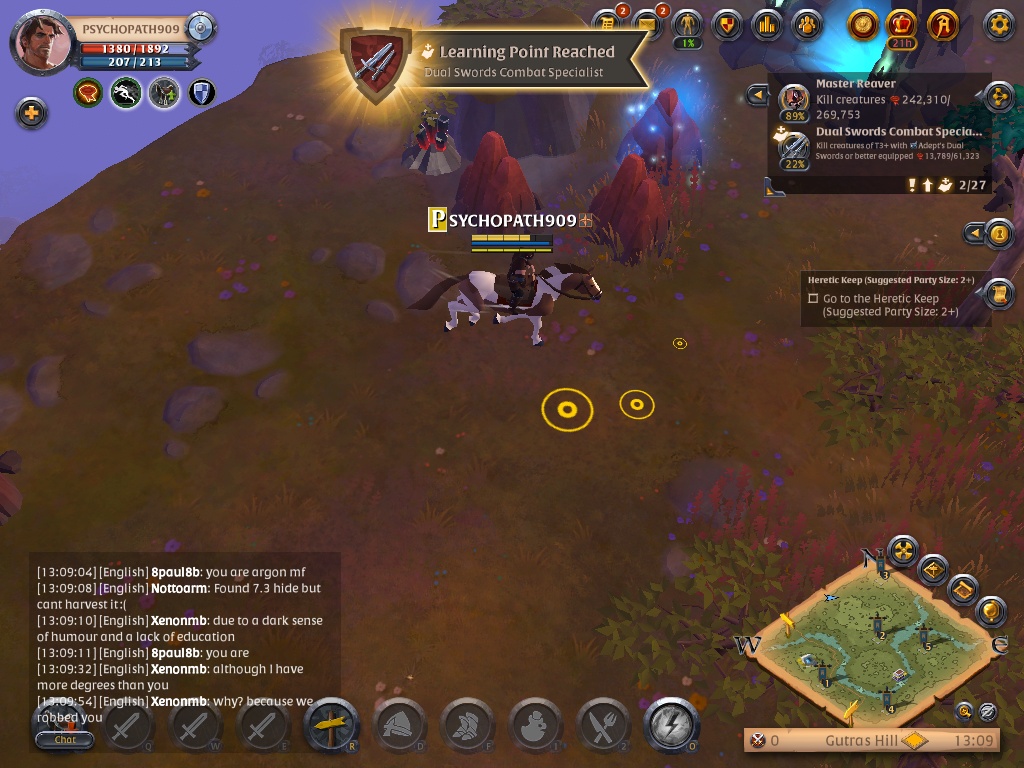 PSYCHOPATH909
1380 / 1892
207 / 213
Learning Point Reached
Dual Swords Combat Specialist
2
2
1%
21h
Master Reaver
Kill creatures 242,310/
269,753
89%
Dual Swords Combat Specia...
Kill creatures of T3+ with Adept's Dual
Swords or better equipped 13,789/61,323
22%
2/27
PSYCHOPATH909
Heretic Keep (Suggested Party Size: 2+)
Go to the Heretic Keep
(Suggested Party Size: 2+)
[13:09:04] [English] 8paul8b: you are argon mf
[13:09:08] [English] Nottoarm: Found 7.3 hide but
cant harvest it:(
[13:09:10] [English] Xenonmb: due to a dark sense
of humour and a lack of education
[13:09:11] [English] 8paul8b: you are
[13:09:32] [English] Xenonmb: although I have
more degrees than you
[13:09:54] [English] Xenonmb: why? because we
robbed you
Chat
Q
W
E
R
D
F
1
2
O
N
W
E
3
2
5
1
4
0
Gutras Hill
13:09